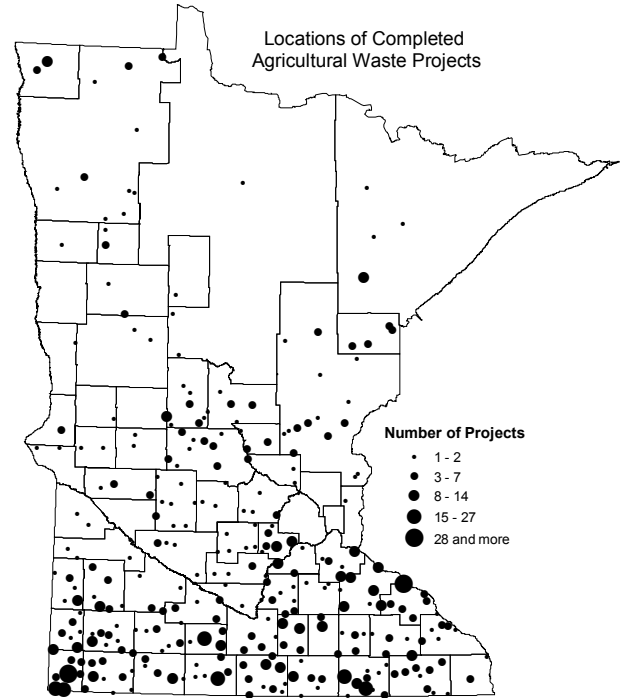 Locations of Completed
Agricultural Waste Projects
Number of Projects
1 - 2
3 - 7
8 - 14
15 - 27
28 and more